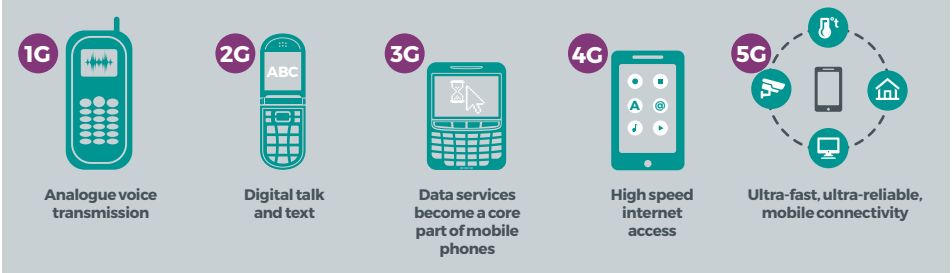 1G
2G
ABC
3G
4G
A @
5G
°t
Analogue voice
transmission
Digital talk
and text
Data services
become a core
part of mobile
phones
High speed
internet
access
Ultra-fast, ultra-reliable,
mobile connectivity